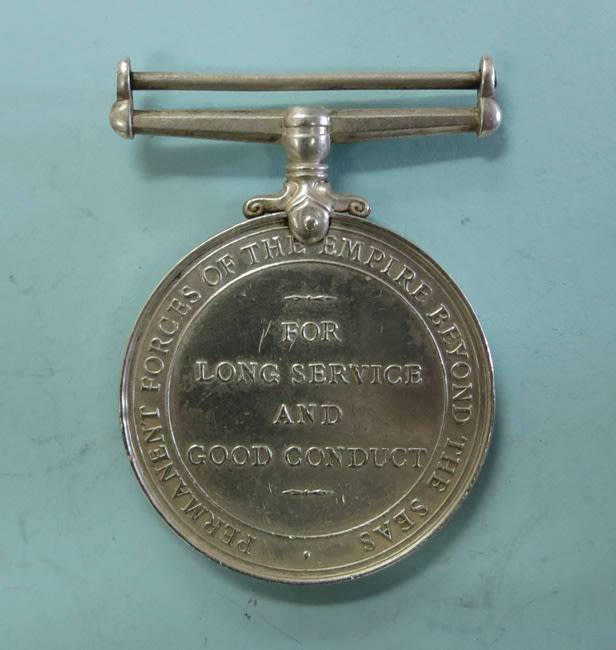 PERMANENT FORCES OF THE EMPIRE BEYOND THE SEAS
FOR
LONG SERVICE
AND
GOOD CONDUCT